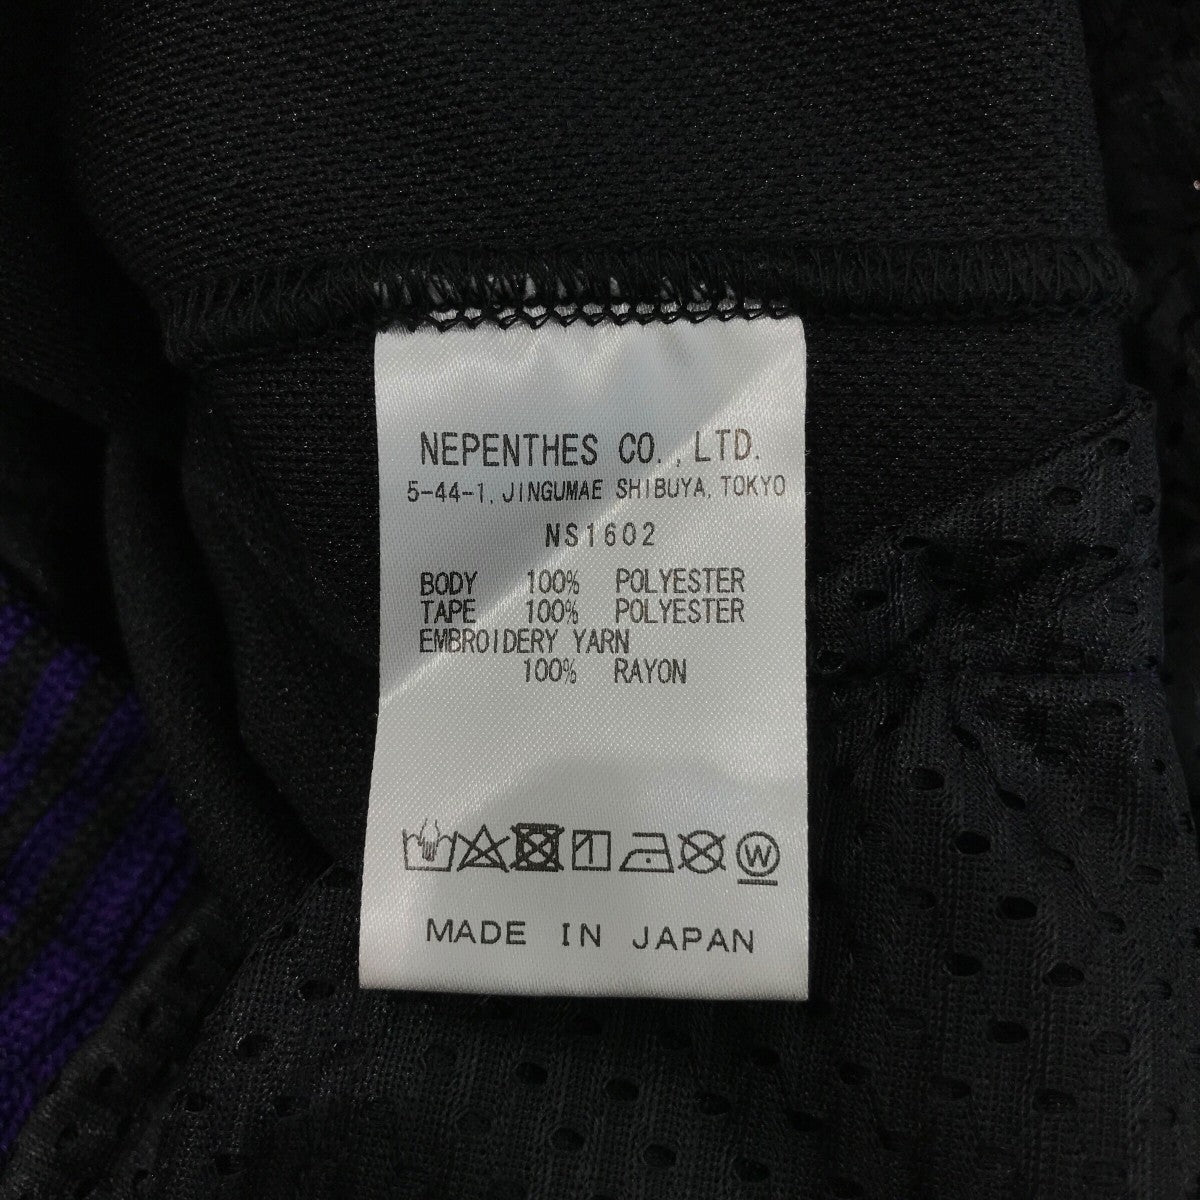 NEPENTHES CO., LTD.
5-44-1, JINGUMAE SHIBUYA, TOKYO
NS1602
BODY 100% POLYESTER
TAPE 100% POLYESTER
EMBROIDERY YARN
100% RAYON
W
MADE IN JAPAN